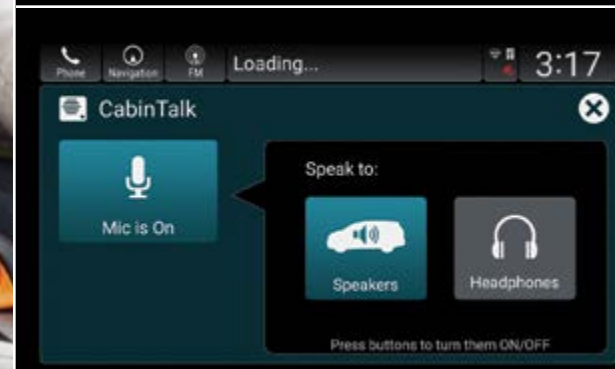 Phone Navigation FM Loading... 3:17
CabinTalk
Speak to:
Mic is On
Speakers Headphones
Press buttons to turn them ON/OFF